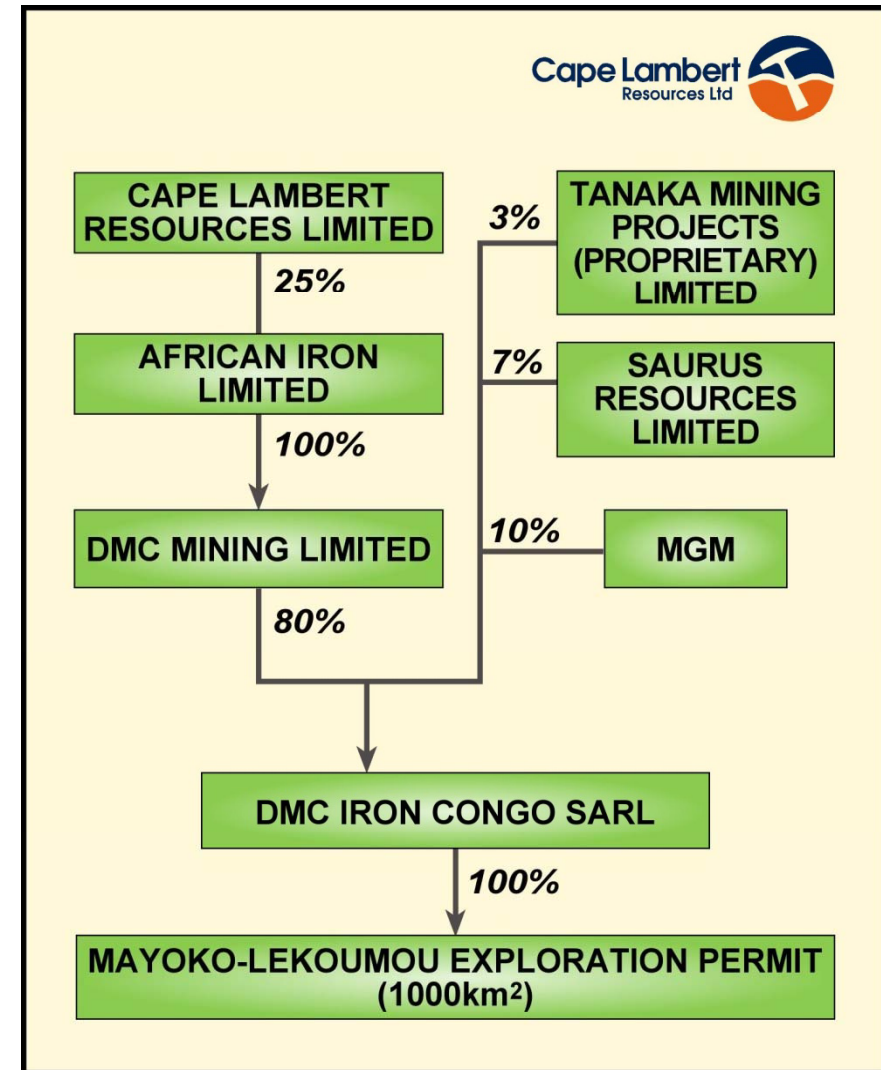 Cape Lambert
Resources Ltd
CAPE LAMBERT
RESOURCES LIMITED
25%
AFRICAN IRON
LIMITED
100%
DMC MINING LIMITED
80%
3%
TANAKA MINING
PROJECTS
(PROPRIETARY)
LIMITED
7%
SAURUS
RESOURCES
LIMITED
10%
MGM
DMC IRON CONGO SARL
100%
MAYOKO-LEKOUMOU EXPLORATION PERMIT
(1000km²)